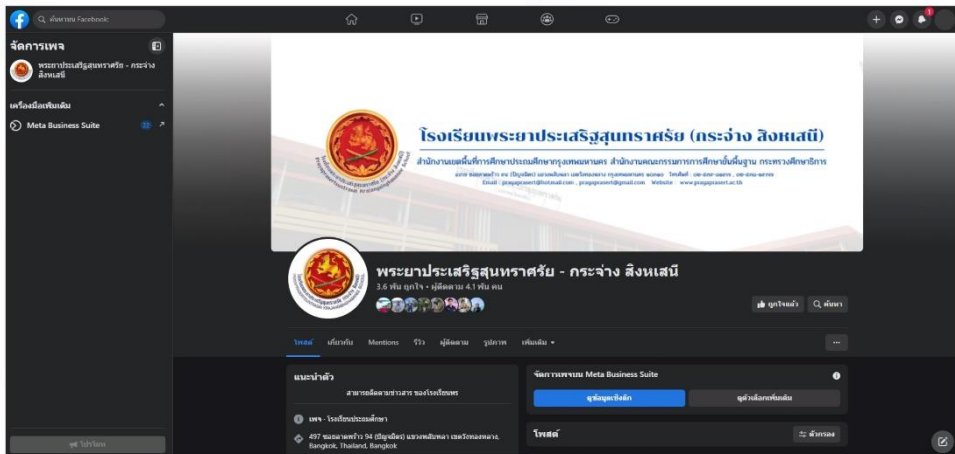 ค้นหาบน Facebook
1
จัดการเพจ
พระยาประเสริฐสุนทราศรัย - กระจ่าง
สิงหเสนี
เครื่องมือเพิ่มเติม
Meta Business Suite
โปรโมท
โรงเรียนพระยาประเสริฐสุนทราศรัย (กระจ่าง สิงหเสนี)
สำนักงานเขตพื้นที่การศึกษาประถมศึกษากรุงเทพมหานคร สำนักงานคณะกรรมการการศึกษาขั้นพื้นฐาน กระทรวงศึกษาธิการ
Email : prayaprasert@hotmail.com , prayaprasert@gmail.com Website : www.prayaprasert.ac.th
พระยาประเสริฐสุนทราศรัย - กระจ่าง สิงหเสนี
3.6 พัน ถูกใจ • ผู้ติดตาม 4.1 พัน คน
ถูกใจแล้ว
ค้นหา
โพสต์ เกี่ยวกับ Mentions รีวิว ผู้ติดตาม รูปภาพ เพิ่มเติม
แนะนำตัว
สามารถติดตามข่าวสาร ของโรงเรียนพร
เพจ · โรงเรียนประถมศึกษา
497 ซอยลาดพร้าว 94 (ปัญจมิตร) แขวงพลับพลา เขตวังทองหลาง,
Bangkok, Thailand, Bangkok
จัดการเพจบน Meta Business Suite
ดูข้อมูลเชิงลึก
ดูตัวเลือกเพิ่มเติม
โพสต์
ตัวกรอง